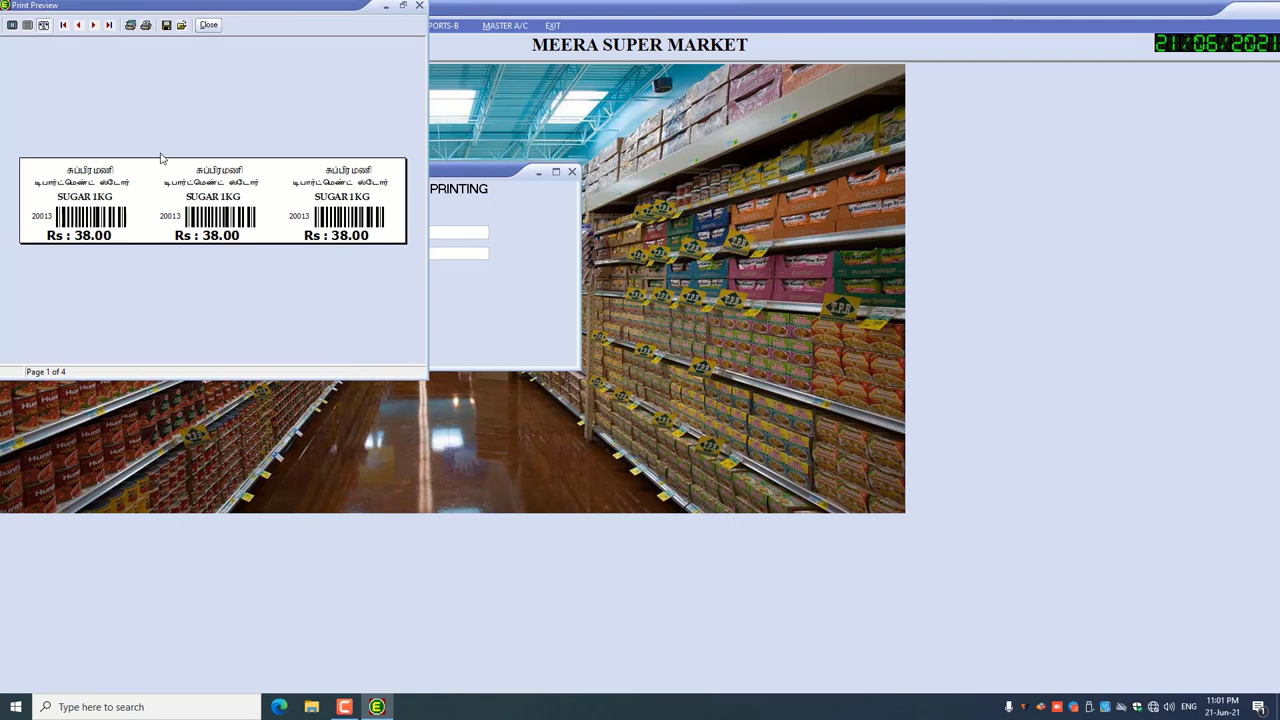 Print Preview
Close
PORTS-B MASTER A/C EXIT
MEERA SUPER MARKET
21/06/2021
PRINTING
சுப்பிரமணி சுப்பிரமணி சுப்பிரமணி
டிபார்ட்மெண்ட் ஸ்டோர் டிபார்ட்மெண்ட் ஸ்டோர் டிபார்ட்மெண்ட் ஸ்டோர்
SUGAR 1KG SUGAR 1KG SUGAR 1KG
20013 20013 20013
Rs : 38.00 Rs : 38.00 Rs : 38.00
Page 1 of 4
T.P.R
Type here to search
ENG
11:01 PM
21-Jun-21